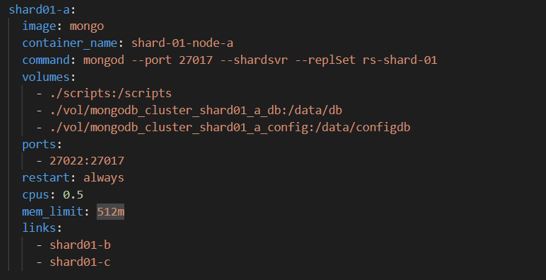 shard01-a:
image: mongo
container_name: shard-01-node-a
command: mongod --port 27017 --shardsvr --replSet rs-shard-01
volumes:
- ./scripts:/scripts
- ./vol/mongodb_cluster_shard01_a_db:/data/db
- ./vol/mongodb_cluster_shard01_a_config:/data/configdb
ports:
- 27022:27017
restart: always
cpus: 0.5
mem_limit: 512m
links:
- shard01-b
- shard01-c